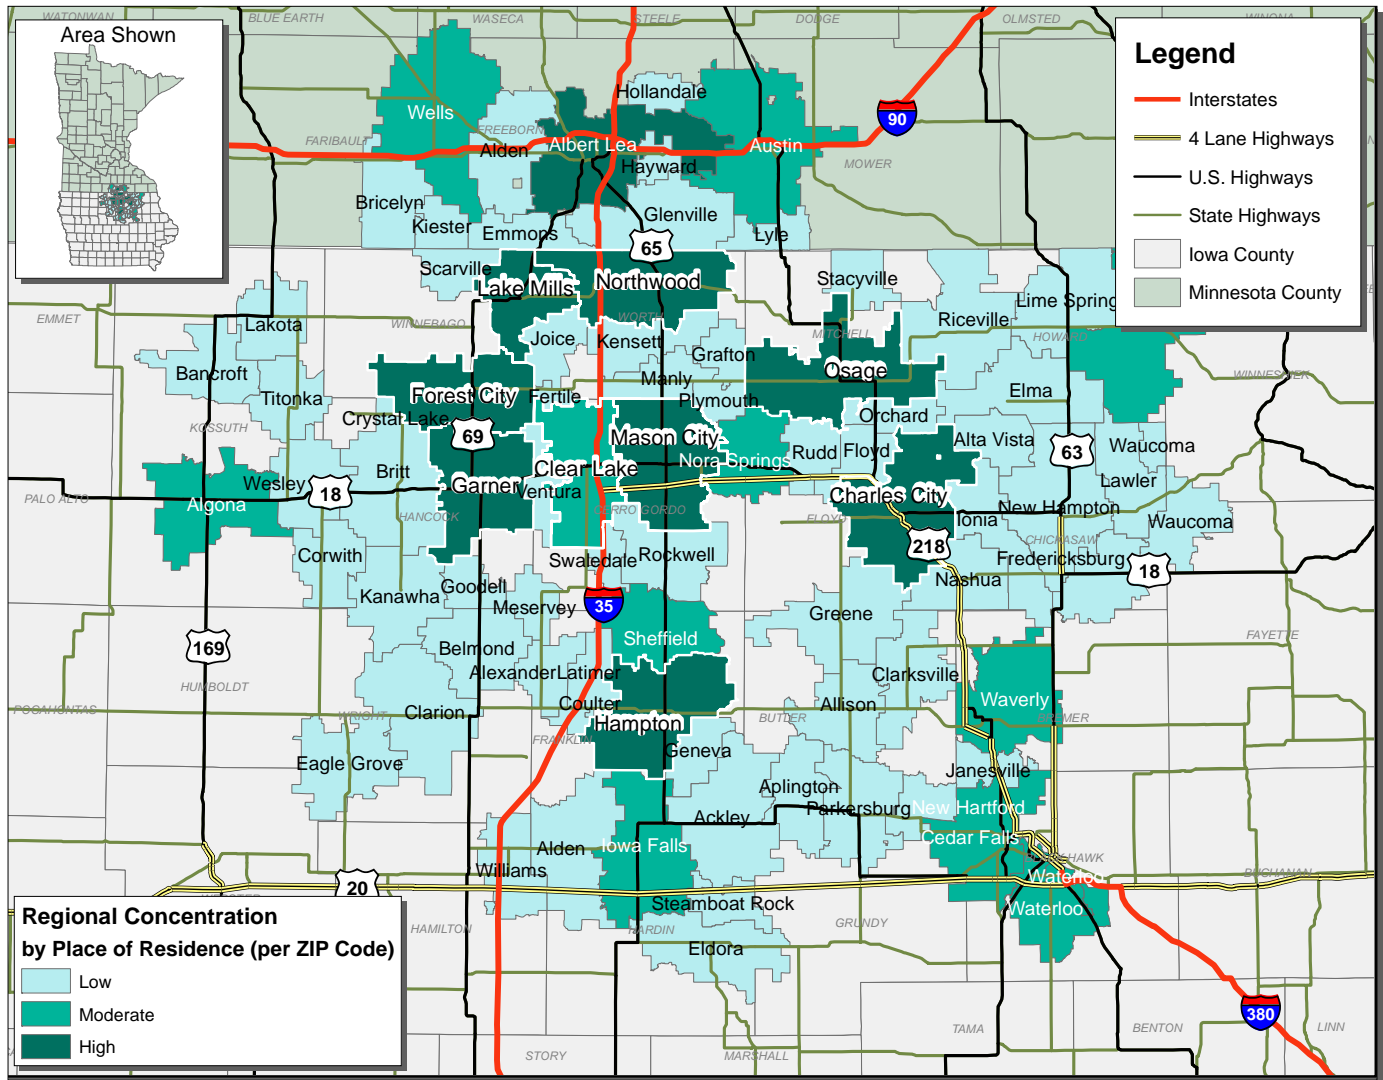 WATONWAN
BLUE EARTH
WASECA
STEELE
DODGE
OLMSTED
WINONA
Area Shown
Legend
Interstates
4 Lane Highways
U.S. Highways
State Highways
Iowa County
Minnesota County
Hollandale
Wells
90
FREEBORN
FARIBAULT
Alden
Albert Lea
Austin
MOWER
Hayward
Bricelyn
Kiester
Emmons
Glenville
Lyle
65
Scarville
Lake Mills
Northwood
Stacyville
Lime Spring
EMMET
Lakota
WINNEBAGO
WORTH
MITCHELL
Riceville
HOWARD
Joice
Kensett
Grafton
Bancroft
Manly
Osage
WINNESHIEK
Titonka
Forest City
Fertile
Plymouth
Elma
Crystal Lake
Orchard
KOSSUTH
69
Mason City
Alta Vista
Waucoma
63
Nora Springs
Rudd
Floyd
Britt
Clear Lake
Wesley
18
Garner
Ventura
Charles City
Lawler
PALO ALTO
Algona
HANCOCK
CERRO GORDO
FLOYD
Ionia
New Hampton
Waucoma
CHICKASAW
218
Corwith
Swaledale
Rockwell
Fredericksburg
18
Nashua
Goodell
Kanawha
Meservey
35
Greene
Sheffield
FAYETTE
169
Belmond
Alexander
Latimer
Clarksville
HUMBOLDT
Coulter
Allison
Waverly
POCAHONTAS
WRIGHT
Clarion
Hampton
BUTLER
BREMER
FRANKLIN
Geneva
Eagle Grove
Janesville
Aplington
Parkersburg
New Hartford
Ackley
Cedar Falls
Alden
Iowa Falls
Williams
Waterloo
BUCHANAN
20
Steamboat Rock
Waterloo
HAMILTON
HARDIN
GRUNDY
Eldora
Regional Concentration
by Place of Residence (per ZIP Code)
Low
Moderate
High
380
TAMA
BENTON
LINN
STORY
MARSHALL